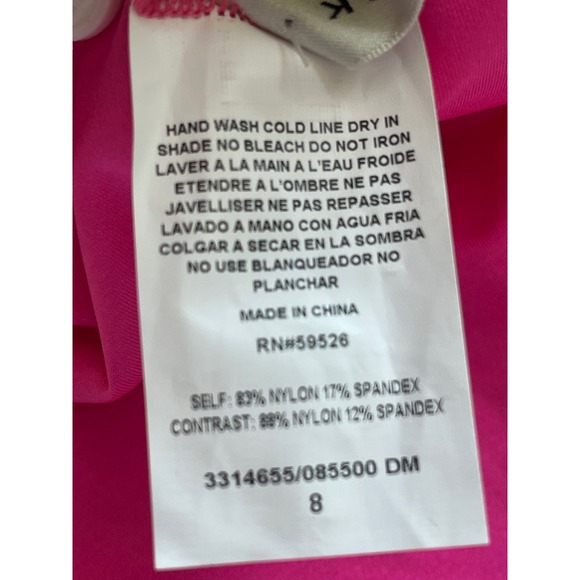 HAND WASH COLD LINE DRY IN
SHADE NO BLEACH DO NOT IRON
LAVER A LA MAIN A L'EAU FROIDE
ETENDRE A L'OMBRE NE PAS
JAVELLISER NE PAS REPASSER
LAVADO A MANO CON AGUA FRIA
COLGAR A SECAR EN LA SOMBRA
NO USE BLANQUEADOR NO
PLANCHAR
MADE IN CHINA
RN#59526
SELF: 83% NYLON 17% SPANDEX
CONTRAST: 88% NYLON 12% SPANDEX
3314655/085500 DM
8